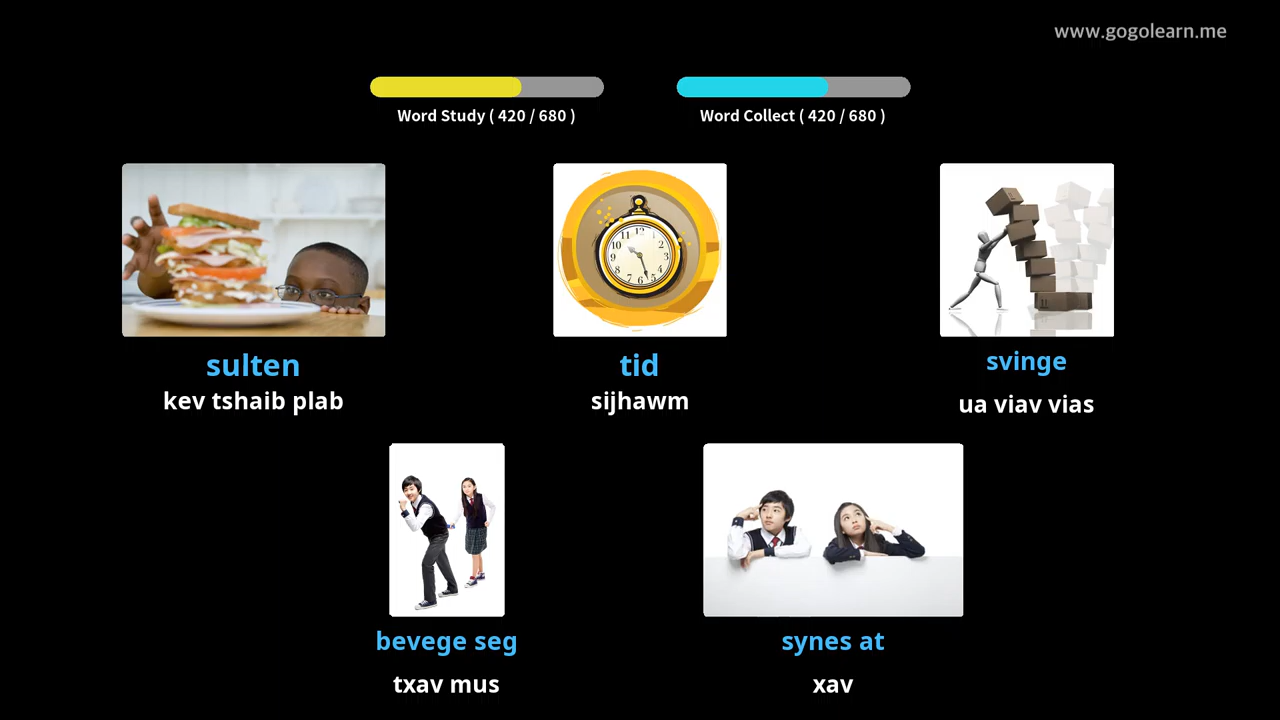 www.gogolearn.me
Word Study ( 420 / 680 )
Word Collect ( 420 / 680 )
sulten
kev tshaib plab
tid
sijhawm
svinge
ua viav vias
bevege seg
txav mus
synes at
xav